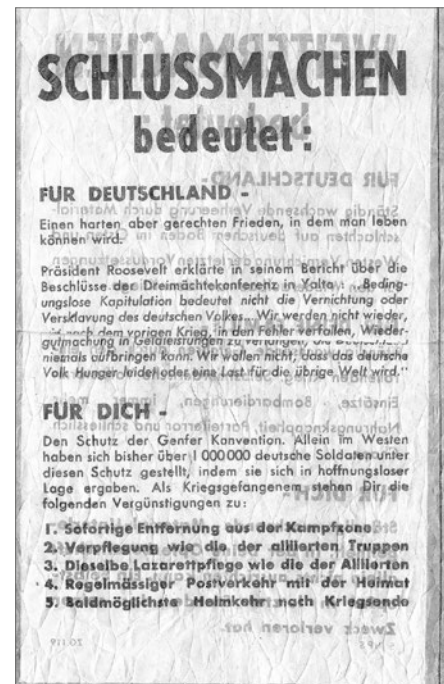 SCHLUSSMACHEN
bedeutet:
FÜR DEUTSCHLAND -
Einen harten aber gerechten Frieden, in dem man leben
können wird.
Präsident Roosevelt erklärte in seinem Bericht über die
Beschlüsse der Dreimächtekonferenz in Yalta: „Beding-
ungslose Kapitulation bedeutet nicht die Vernichtung oder
Versklavung des deutschen Volkes... Wir werden nicht wieder,
nach dem vorigen Krieg, in den Fehler verfallen, Wieder-
gutmachung in Geldleistungen zu verlangen, die Deutschland
niemals aufbringen kann. Wir wollen nicht, dass das deutsche
Volk Hunger leidet oder eine Last für die übrige Welt wird."
FÜR DICH -
Den Schutz der Genfer Konvention. Allein im Westen
haben sich bisher über 1 000 000 deutsche Soldaten unter
diesen Schutz gestellt, indem sie sich in hoffnungsloser
Lage ergaben. Als Kriegsgefangenem stehen Dir die
folgenden Vergünstigungen zu:
1. Sofortige Entfernung aus der Kampfzone
2. Verpflegung wie die der alliierten Truppen
3. Dieselbe Lazarettpflege wie die der Alliierten
4. Regelmässiger Postverkehr mit der Heimat
5. Baldmöglichste Heimkehr nach Kriegsende